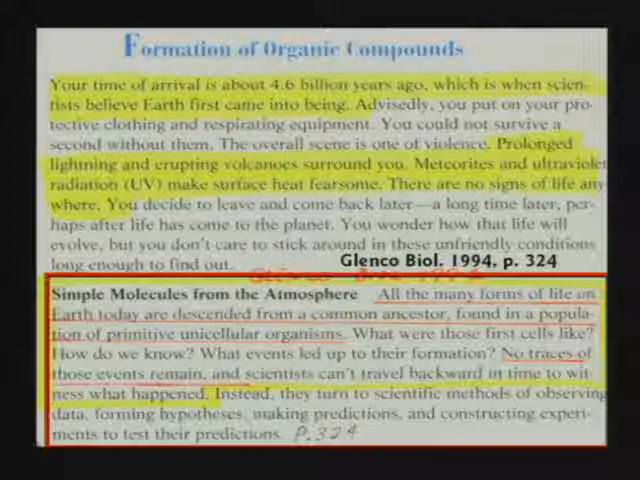 Formation of Organic Compounds
Your time of arrival is about 4.6 billion years ago, which is when scien-
tists believe Earth first came into being. Advisedly, you put on your pro-
tective clothing and respirating equipment. You could not survive a
second without them. The overall scene is one of violence. Prolonged
lightning and erupting volcanoes surround you. Meteorites and ultraviolet
radiation (UV) make surface heat fearsome. There are no signs of life any
where. You decide to leave and come back later—a long time later, per-
haps after life has come to the planet. You wonder how that life will
evolve, but you don't care to stick around in these unfriendly conditions
long enough to find out.
Glenco Biol. 1994, p. 324
Glenco Biol 1994
Simple Molecules from the Atmosphere All the many forms of life on
Earth today are descended from a common ancestor, found in a popula-
tion of primitive unicellular organisms. What were those first cells like?
How do we know? What events led up to their formation? No traces of
those events remain, and scientists can't travel backward in time to wit-
ness what happened. Instead, they turn to scientific methods of observing
data, forming hypotheses, making predictions, and constructing experi-
ments to test their predictions. P.324